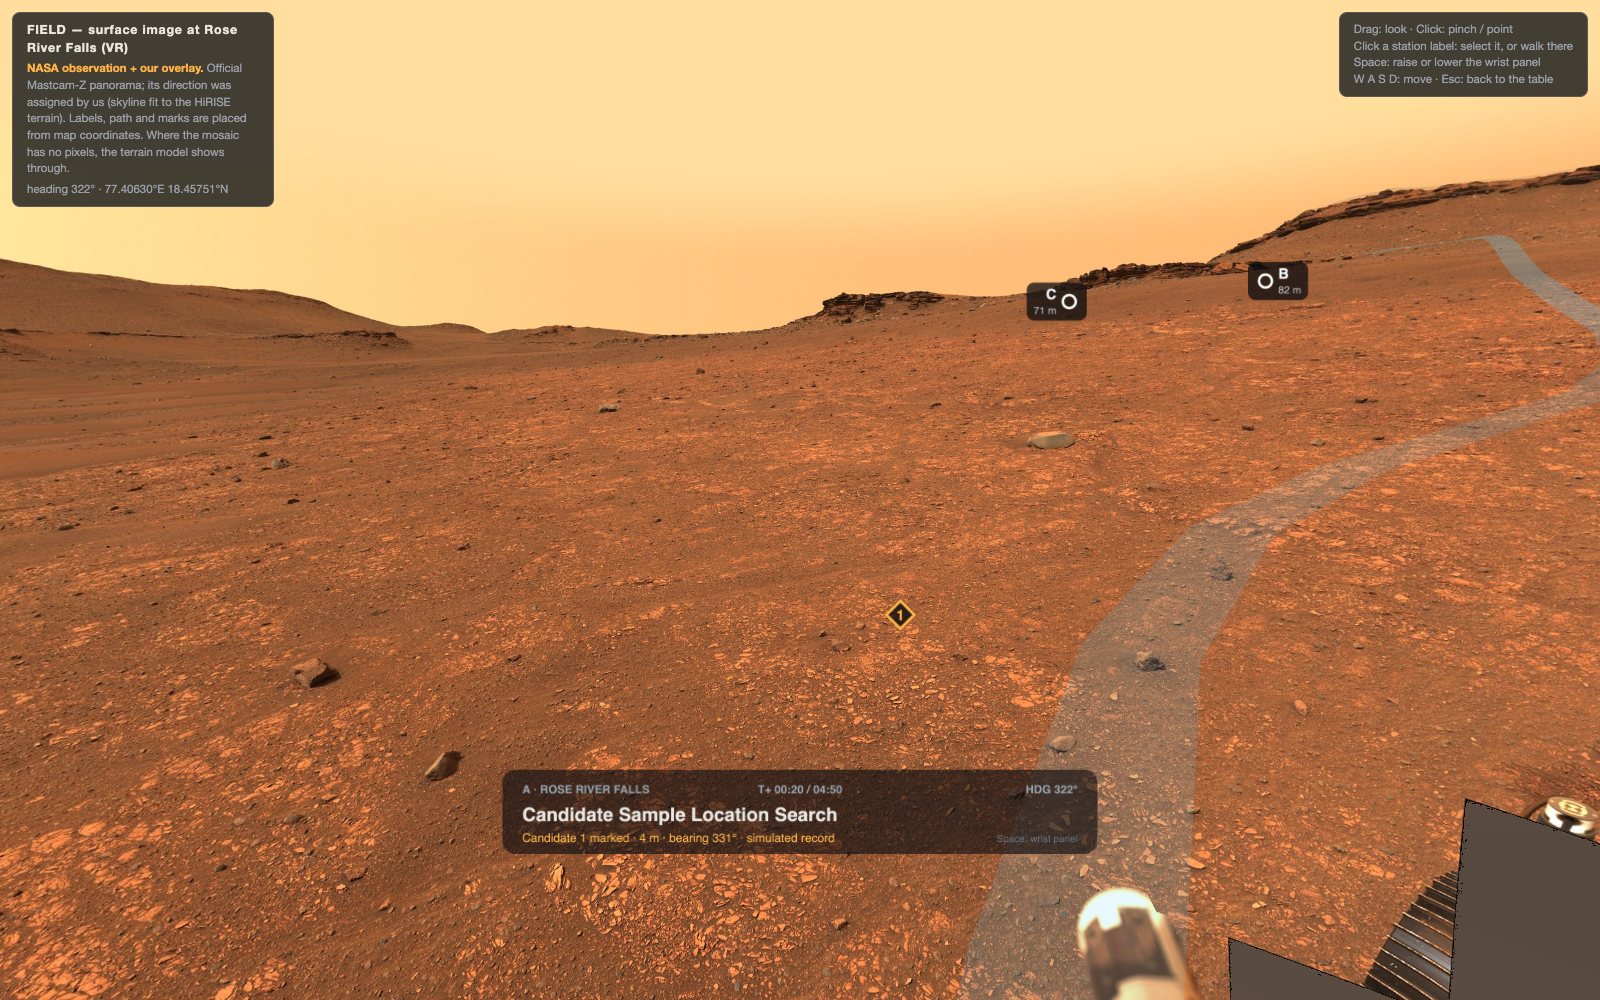 FIELD — surface image at Rose
River Falls (VR)
NASA observation + our overlay. Official
Mastcam-Z panorama; its direction was
assigned by us (skyline fit to the HiRISE
terrain). Labels, path and marks are placed
from map coordinates. Where the mosaic
has no pixels, the terrain model shows
through.
heading 322° · 77.40630°E 18.45751°N
Drag: look · Click: pinch / point
Click a station label: select it, or walk there
Space: raise or lower the wrist panel
W A S D: move · Esc: back to the table
B
82 m
C
71 m
1
A · ROSE RIVER FALLS T+ 00:20 / 04:50 HDG 322°
Candidate Sample Location Search
Candidate 1 marked · 4 m · bearing 331° · simulated record Space: wrist panel